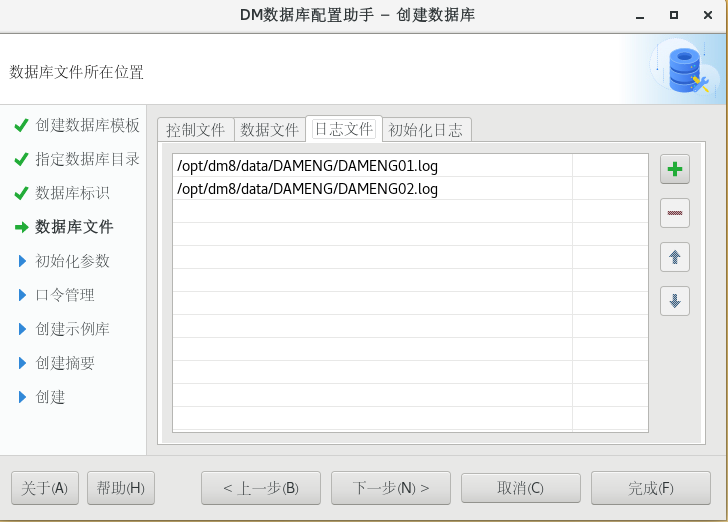 DM数据库配置助手 – 创建数据库
数据库文件所在位置
创建数据库模板
指定数据库目录
数据库标识
数据库文件
初始化参数
口令管理
创建示例库
创建摘要
创建
控制文件
数据文件
日志文件
初始化日志
/opt/dm8/data/DAMENG/DAMENG01.log
/opt/dm8/data/DAMENG/DAMENG02.log
关于(A)
帮助(H)
< 上一步(B)
下一步(N) >
取消(C)
完成(F)